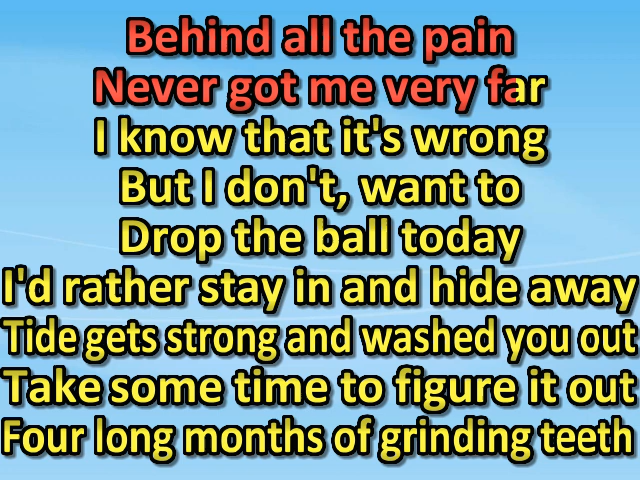 Behind all the pain
Never got me very far
I know that it's wrong
But I don't, want to
Drop the ball today
I'd rather stay in and hide away
Tide gets strong and washed you out
Take some time to figure it out
Four long months of grinding teeth